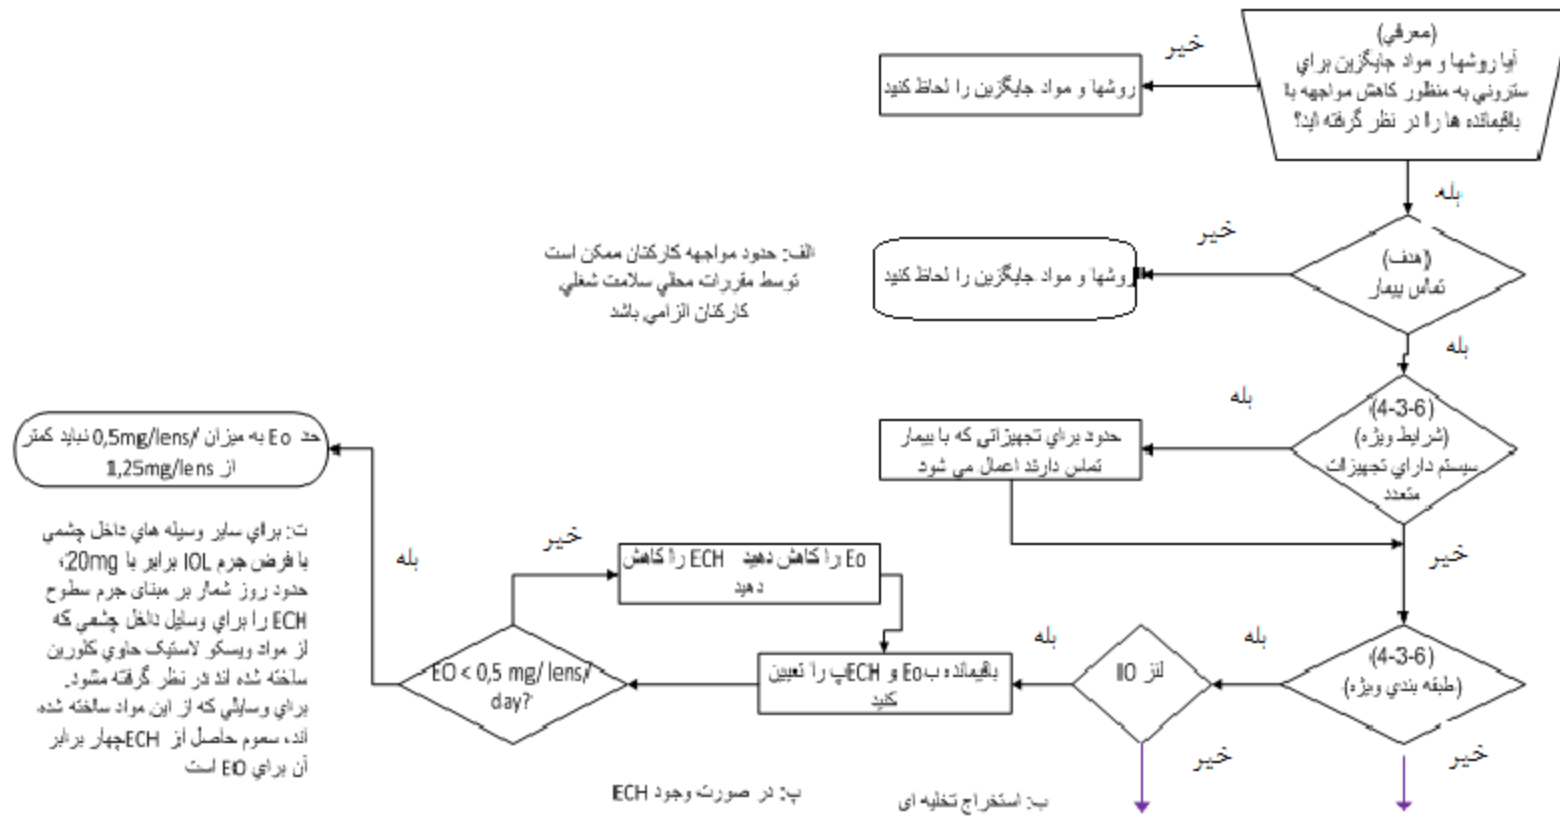 (معرفي)
آيا روشها و مواد جايگزين براي
ستروني به منظور كاهش مواجهه با
باقيمانده ها را در نظر گرفته ايد؟
خير
روشها و مواد جايگزين را لحاظ كنيد
بله
(هدف)
تماس بيمار
خير
روشها و مواد جايگزين را لحاظ كنيد
الف: حدود مواجهه كاركنان ممكن است
توسط مقررات محلي سلامت شغلي
كاركنان الزامي باشد
بله
(4-3-6)
(شرايط ويژه)
سيستم داراي تجهيزات
متعدد
بله
حدود براي تجهيزاتي كه با بيمار
تماس دارند اعمال مي شود
خير
(4-3-6)
(طبقه بندي ويژه)
بله
خير
لنز IIO
بله
خير
باقيمانده ب Eo و ECHپ را تعيين
كنيد
Eo را كاهش دهيد ECH را كاهش
دهيد
خير
EO < 0,5 mg/ lens/
day?
بله
حد Eo به ميزان /0,5mg/lens نبايد كمتر
از 1,25mg/lens
ت: براي ساير وسيله هاي داخل چشمي
با فرض جرم IOL برابر با 20mg،
حدود روز شمار بر مبناى جرم سطوح
ECH را براي وسايل داخل چشمي كه
از مواد ويسكو لاستيک حاوي كلورين
ساخته شده اند در نظر گرفته مشود.
براي وسايلي كه از اين مواد ساخته شده
اند، سموم حاصل از ECHچهار برابر
آن براي EO است
پ: در صورت وجود ECH
ب: استخراج تخليه اى